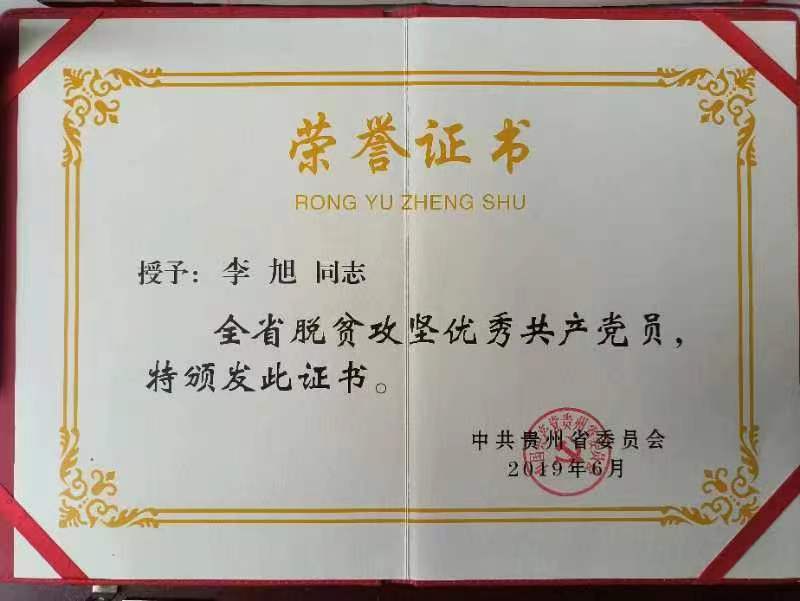 荣誉证书
RONG YU ZHENG SHU
授予：李旭同志
全省脱贫攻坚优秀共产党员，
特颁发此证书。
中共贵州省委员会
2019年6月